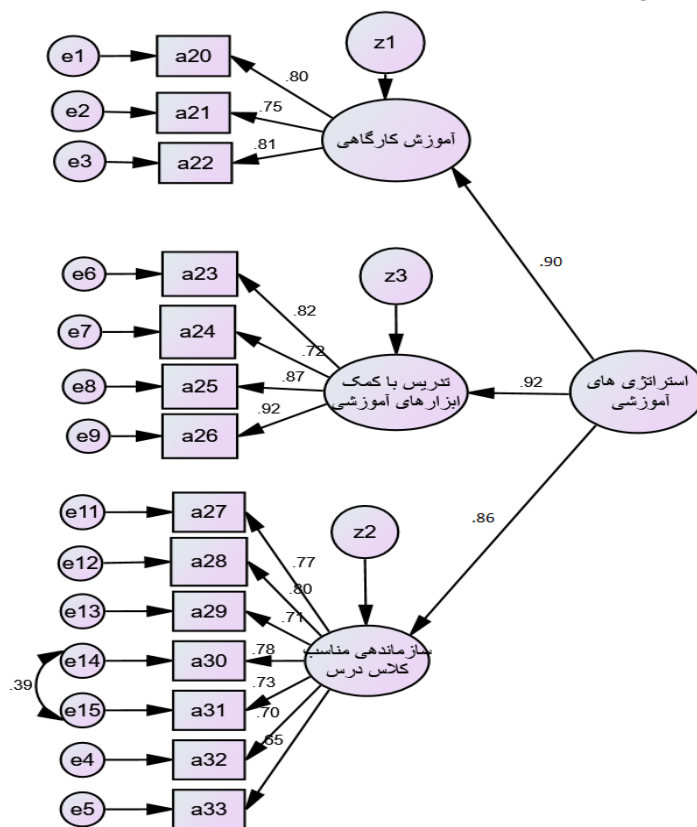 z1
e1
a20
.80
e2
a21
.75
آموزش کارگاهی
e3
a22
.81
.90
e6
a23
z3
.82
e7
a24
.72
e8
a25
.87
تدریس با کمک
ابزارهای آموزشی
.92
استراتژی های
آموزشی
e9
a26
.92
.86
e11
a27
z2
.77
e12
a28
.80
e13
a29
.71
e14
a30
.78
سازماندهی مناسب
کلاس درس
.39
e15
a31
.73
.70
e4
a32
e5
a33